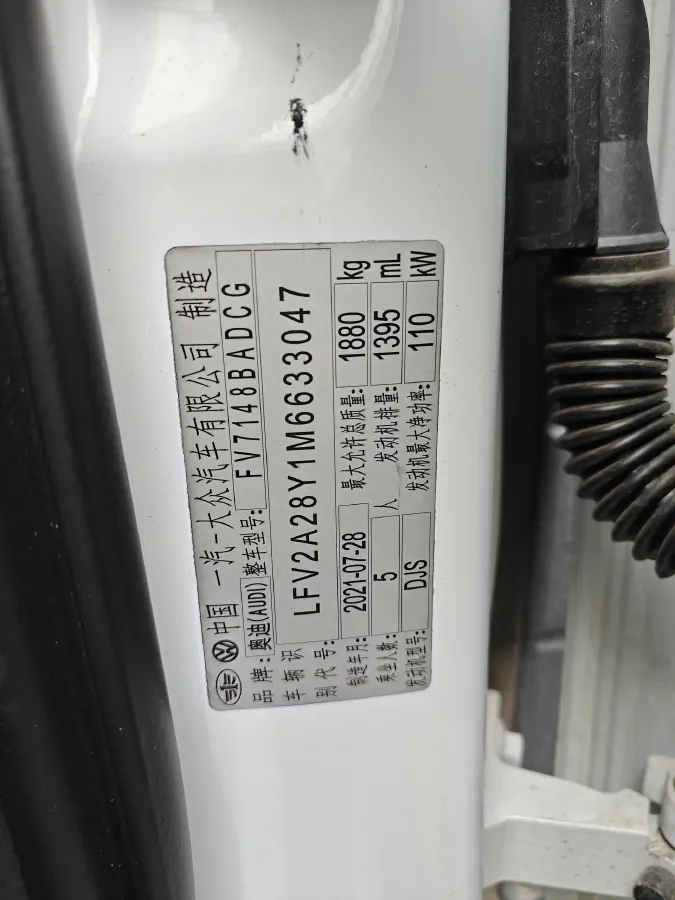 中国 一汽-大众汽车有限公司 制造
品牌: 奥迪(AUDI) 整车型号: FV7148BADCG
车辆识别代号: LFV2A28Y1M6633047
制造年月: 2021-07-28 最大允许总质量: 1880 kg
乘坐人数: 5 人 发动机排量: 1395 mL
发动机型号: DJS 发动机最大净功率: 110 kW